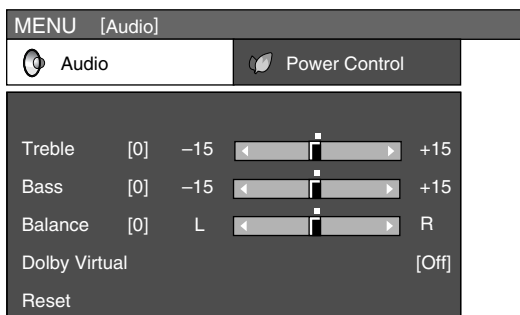 MENU [Audio]
Audio Power Control
Treble [0] –15 +15
Bass [0] –15 +15
Balance [0] L R
Dolby Virtual [Off]
Reset